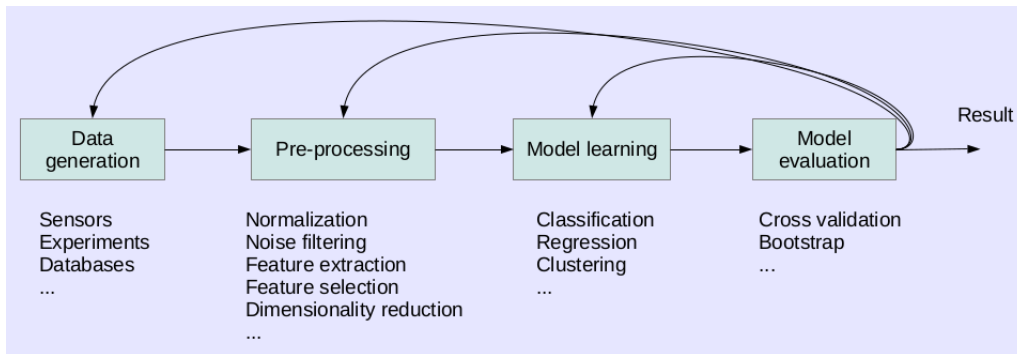 Result
Data
generation
Pre-processing
Model learning
Model
evaluation
Sensors
Experiments
Databases
...
Normalization
Noise filtering
Feature extraction
Feature selection
Dimensionality reduction
...
Classification
Regression
Clustering
...
Cross validation
Bootstrap
...